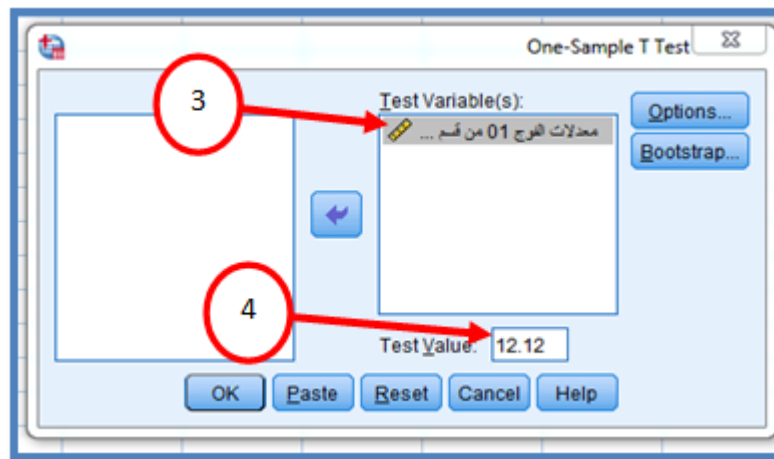 One-Sample T Test
3
Test Variable(s):
معدلات الفوج 01 من قسم ...
Options...
Bootstrap...
4
Test Value: 12.12
OK
Paste
Reset
Cancel
Help